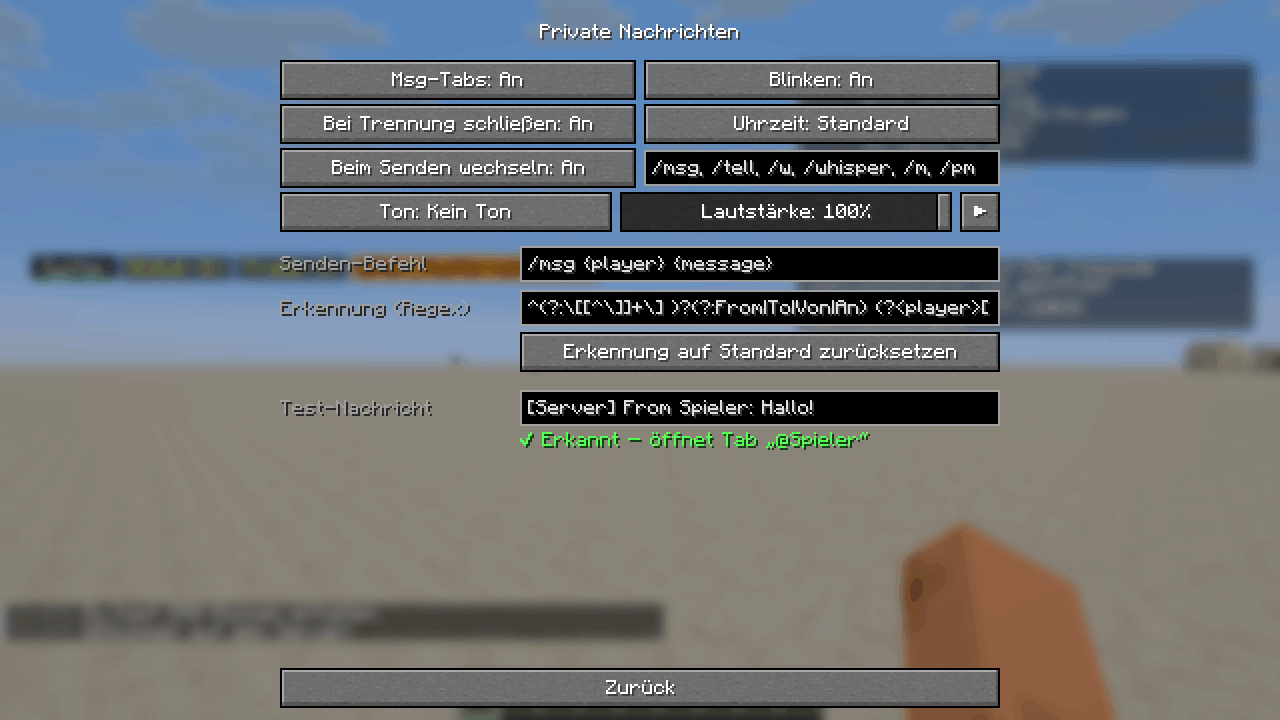 Private Nachrichten
Msg-Tabs: An
Blinken: An
Bei Trennung schließen: An
Uhrzeit: Standard
Beim Senden wechseln: An
/msg, /tell, /w, /whisper, /m, /pm
Ton: Kein Ton
Lautstärke: 100%
Senden-Befehl
/msg {player} {message}
Erkennung (Regex)
^(?:\[[^\]]+\] )?(?:From|To|Von|An) (?<player>[
Erkennung auf Standard zurücksetzen
Test-Nachricht
[Server] From Spieler: Hallo!
✔ Erkannt – öffnet Tab „@Spieler“
Zurück